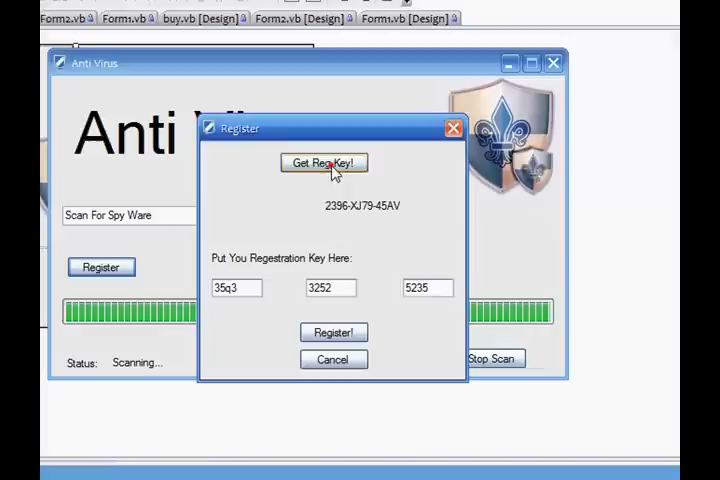 Form2.vb Form1.vb buy.vb [Design] Form2.vb [Design] Form1.vb [Design]
Anti Virus
Anti
Register
Get Reg Key!
2396-XJ79-45AV
Scan For Spy Ware
Put You Regestration Key Here:
Register
35q3 3252 5235
Register!
Cancel
Status: Scanning...
Stop Scan